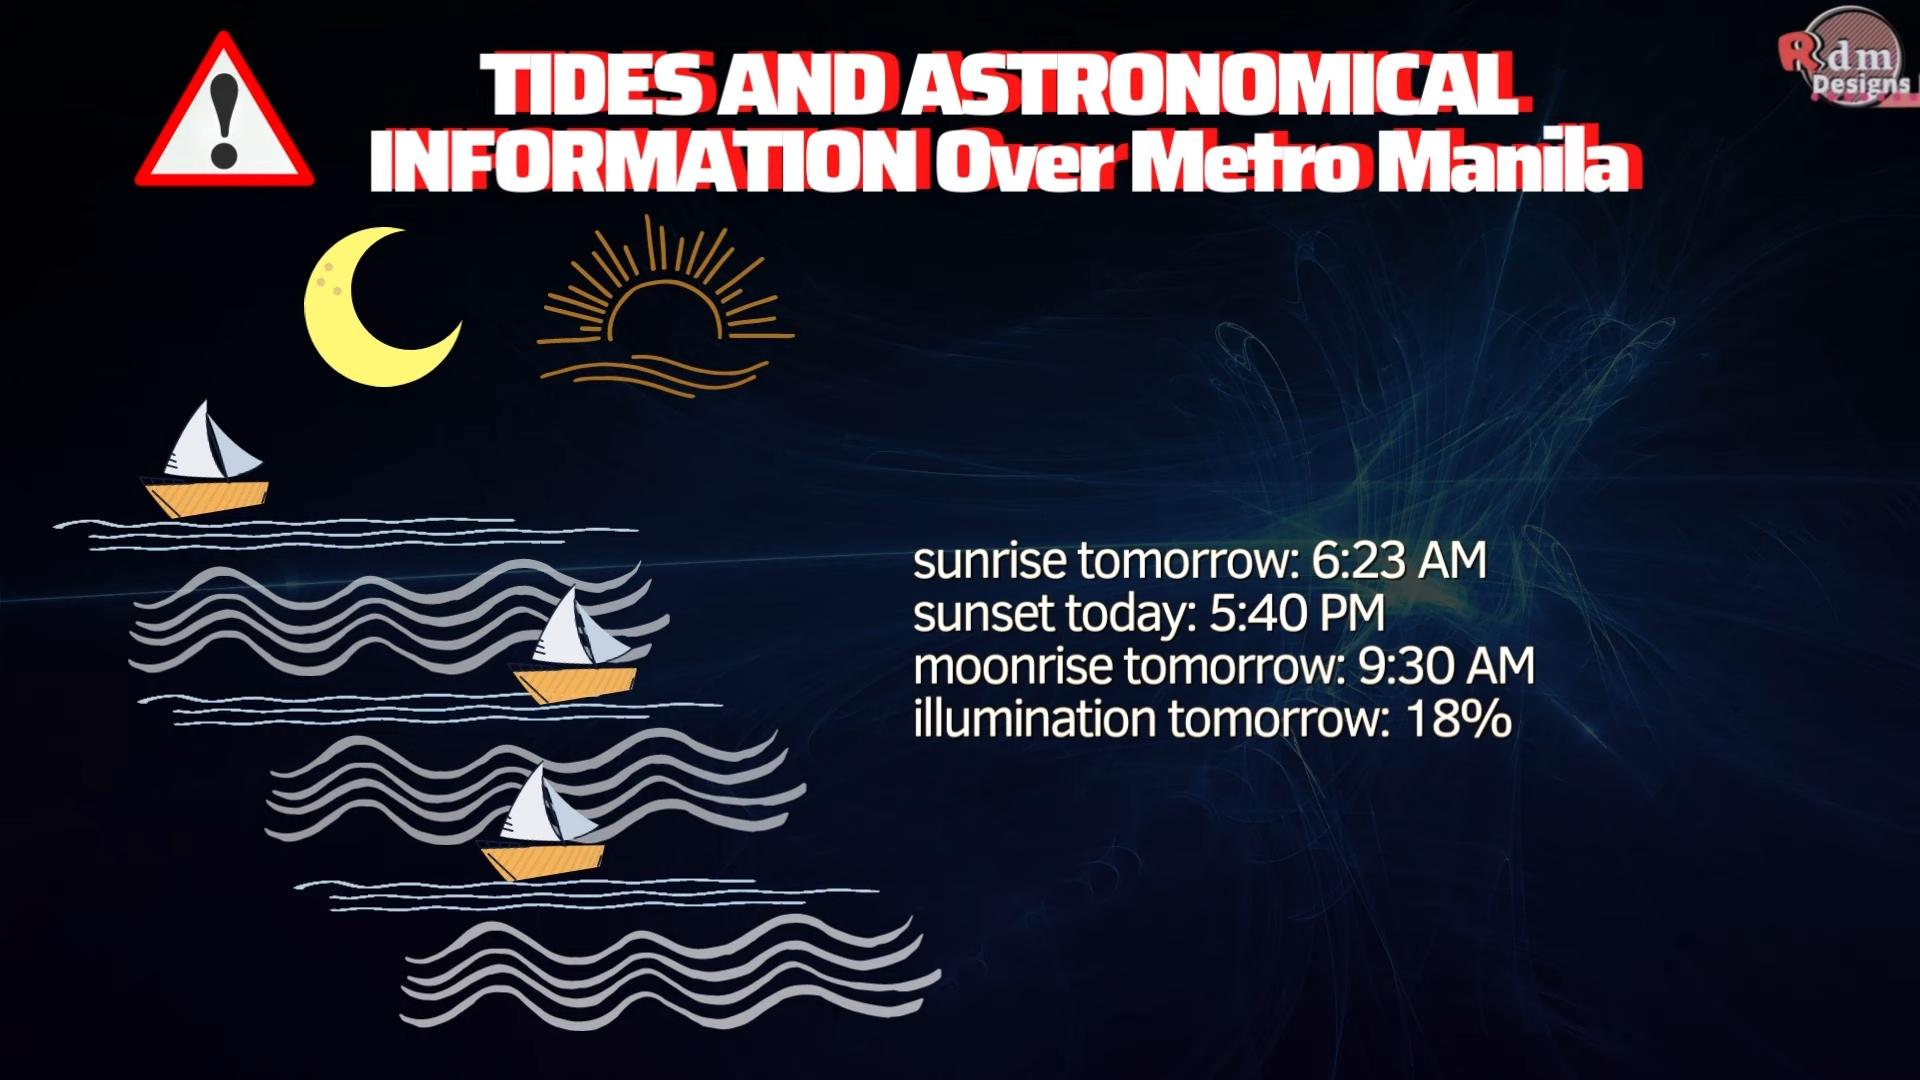 TIDES AND ASTRONOMICAL
INFORMATION Over Metro Manila
Rdm
Designs
sunrise tomorrow: 6:23 AM
sunset today: 5:40 PM
moonrise tomorrow: 9:30 AM
illumination tomorrow: 18%